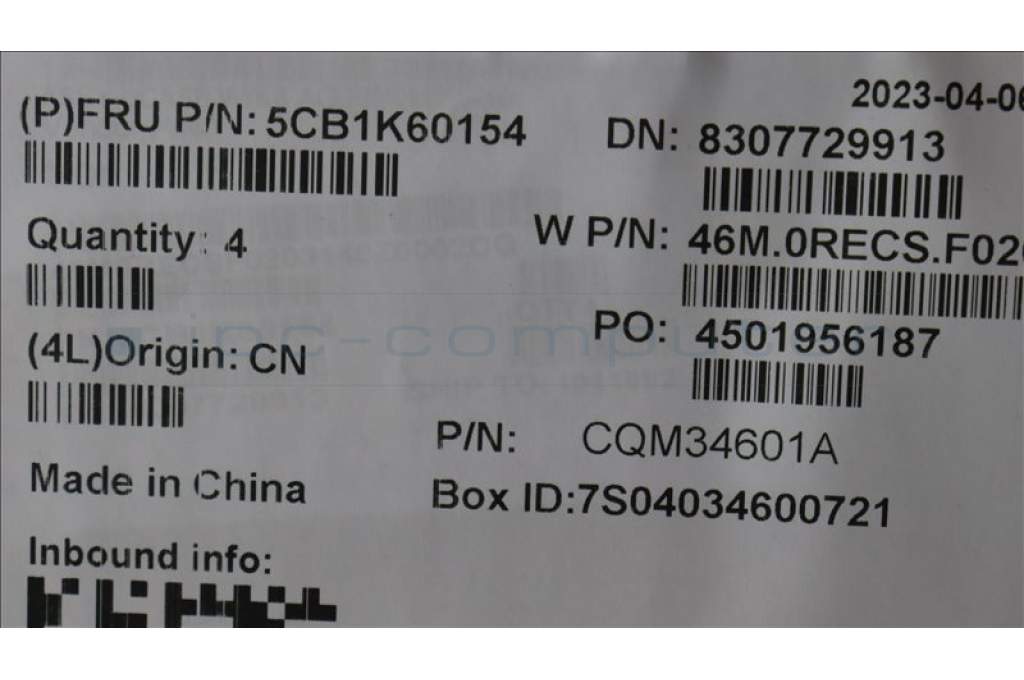 2023-04-0
(P)FRU P/N: 5CB1K60154
DN: 8307729913
Quantity: 4
W P/N: 46M.0RECS.F02
(4L)Origin: CN
PO: 4501956187
P/N: CQM34601A
Made in China
Box ID:7S04034600721
Inbound info: